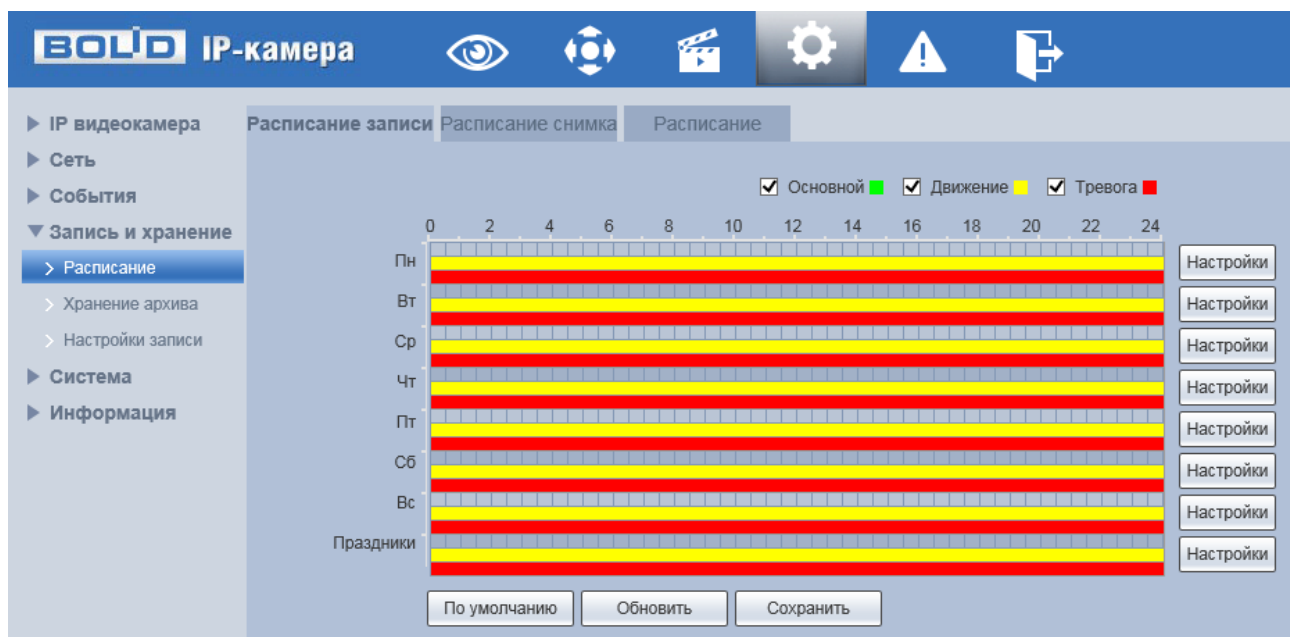 BOLID IP-камера
IP видеокамера
Сеть
События
Запись и хранение
Расписание
Хранение архива
Настройки записи
Система
Информация
Расписание записи Расписание снимка Расписание
Основной Движение Тревога
0 2 4 6 8 10 12 14 16 18 20 22 24
Пн Настройки
Вт Настройки
Ср Настройки
Чт Настройки
Пт Настройки
Сб Настройки
Вс Настройки
Праздники Настройки
По умолчанию Обновить Сохранить